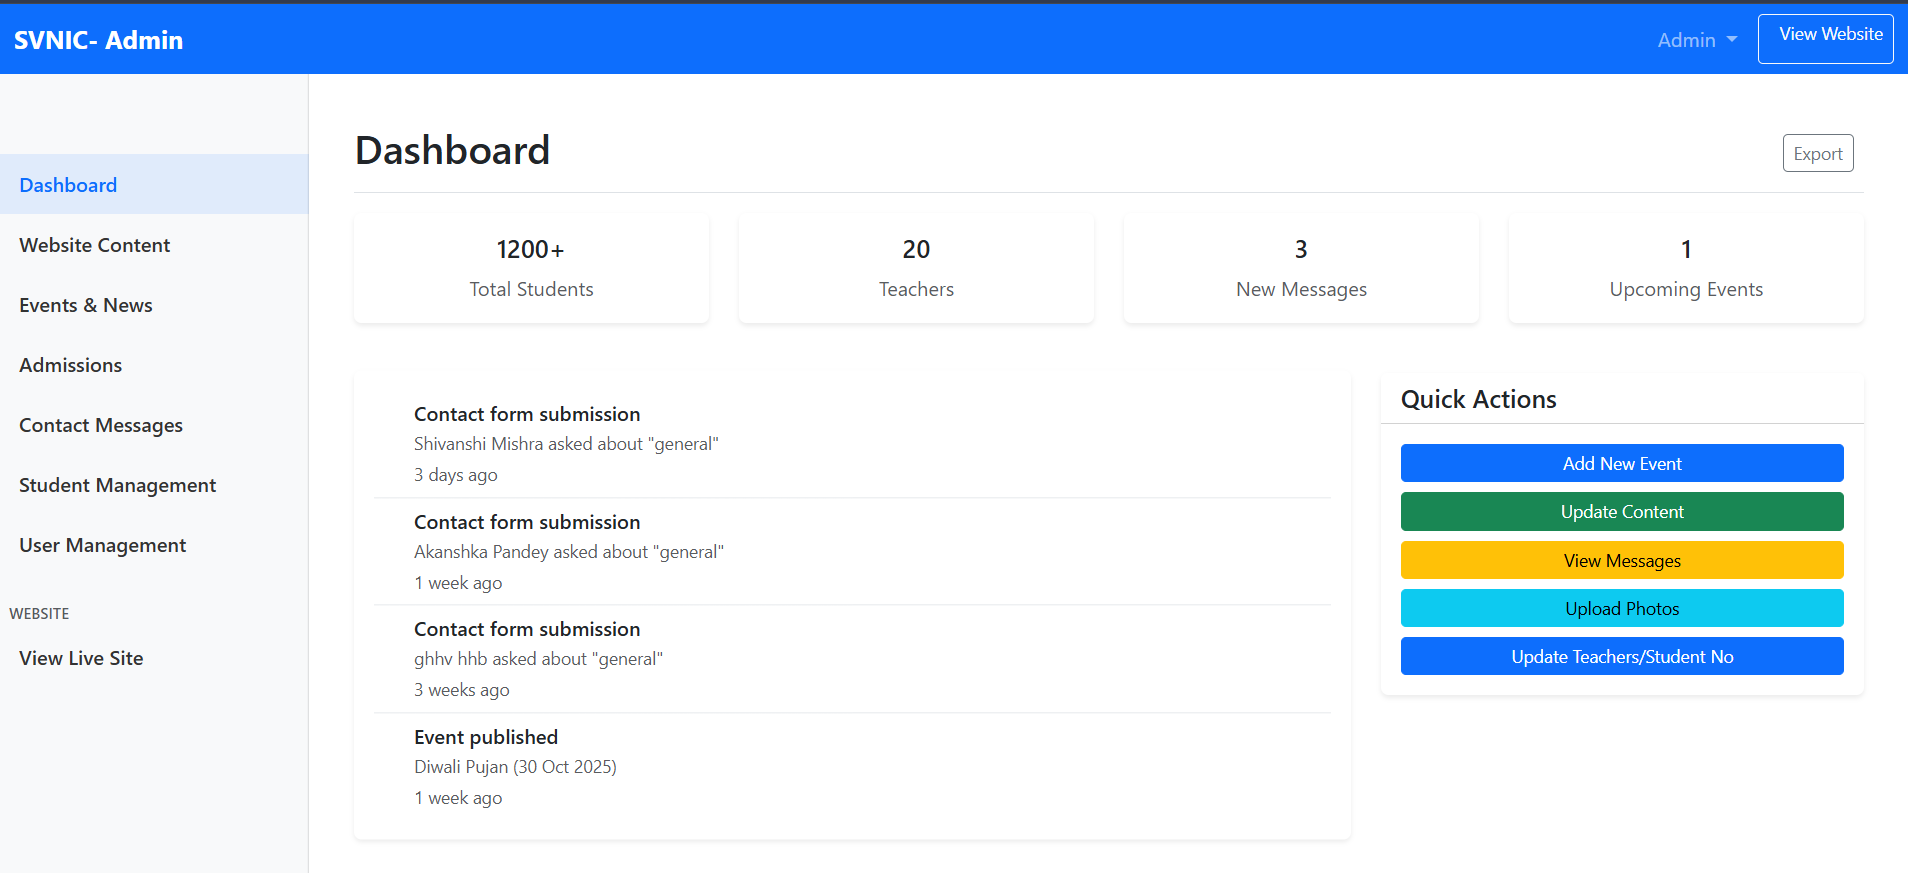 SVNIC- Admin
Admin
View Website
Dashboard
Website Content
Events & News
Admissions
Contact Messages
Student Management
User Management
WEBSITE
View Live Site
Dashboard
Export
1200+
Total Students
20
Teachers
3
New Messages
1
Upcoming Events
Contact form submission
Shivanshi Mishra asked about "general"
3 days ago
Contact form submission
Akanshka Pandey asked about "general"
1 week ago
Contact form submission
ghhv hhb asked about "general"
3 weeks ago
Event published
Diwali Pujan (30 Oct 2025)
1 week ago
Quick Actions
Add New Event
Update Content
View Messages
Upload Photos
Update Teachers/Student No